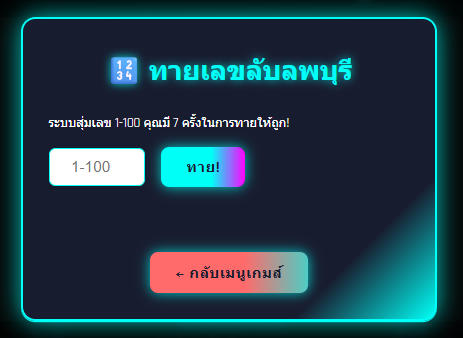 🔢 ทายเลขลับลพบุรี
ระบบสุ่มเลข 1-100 คุณมี 7 ครั้งในการทายให้ถูก!
1-100 ทาย!
← กลับเมนูเกมส์